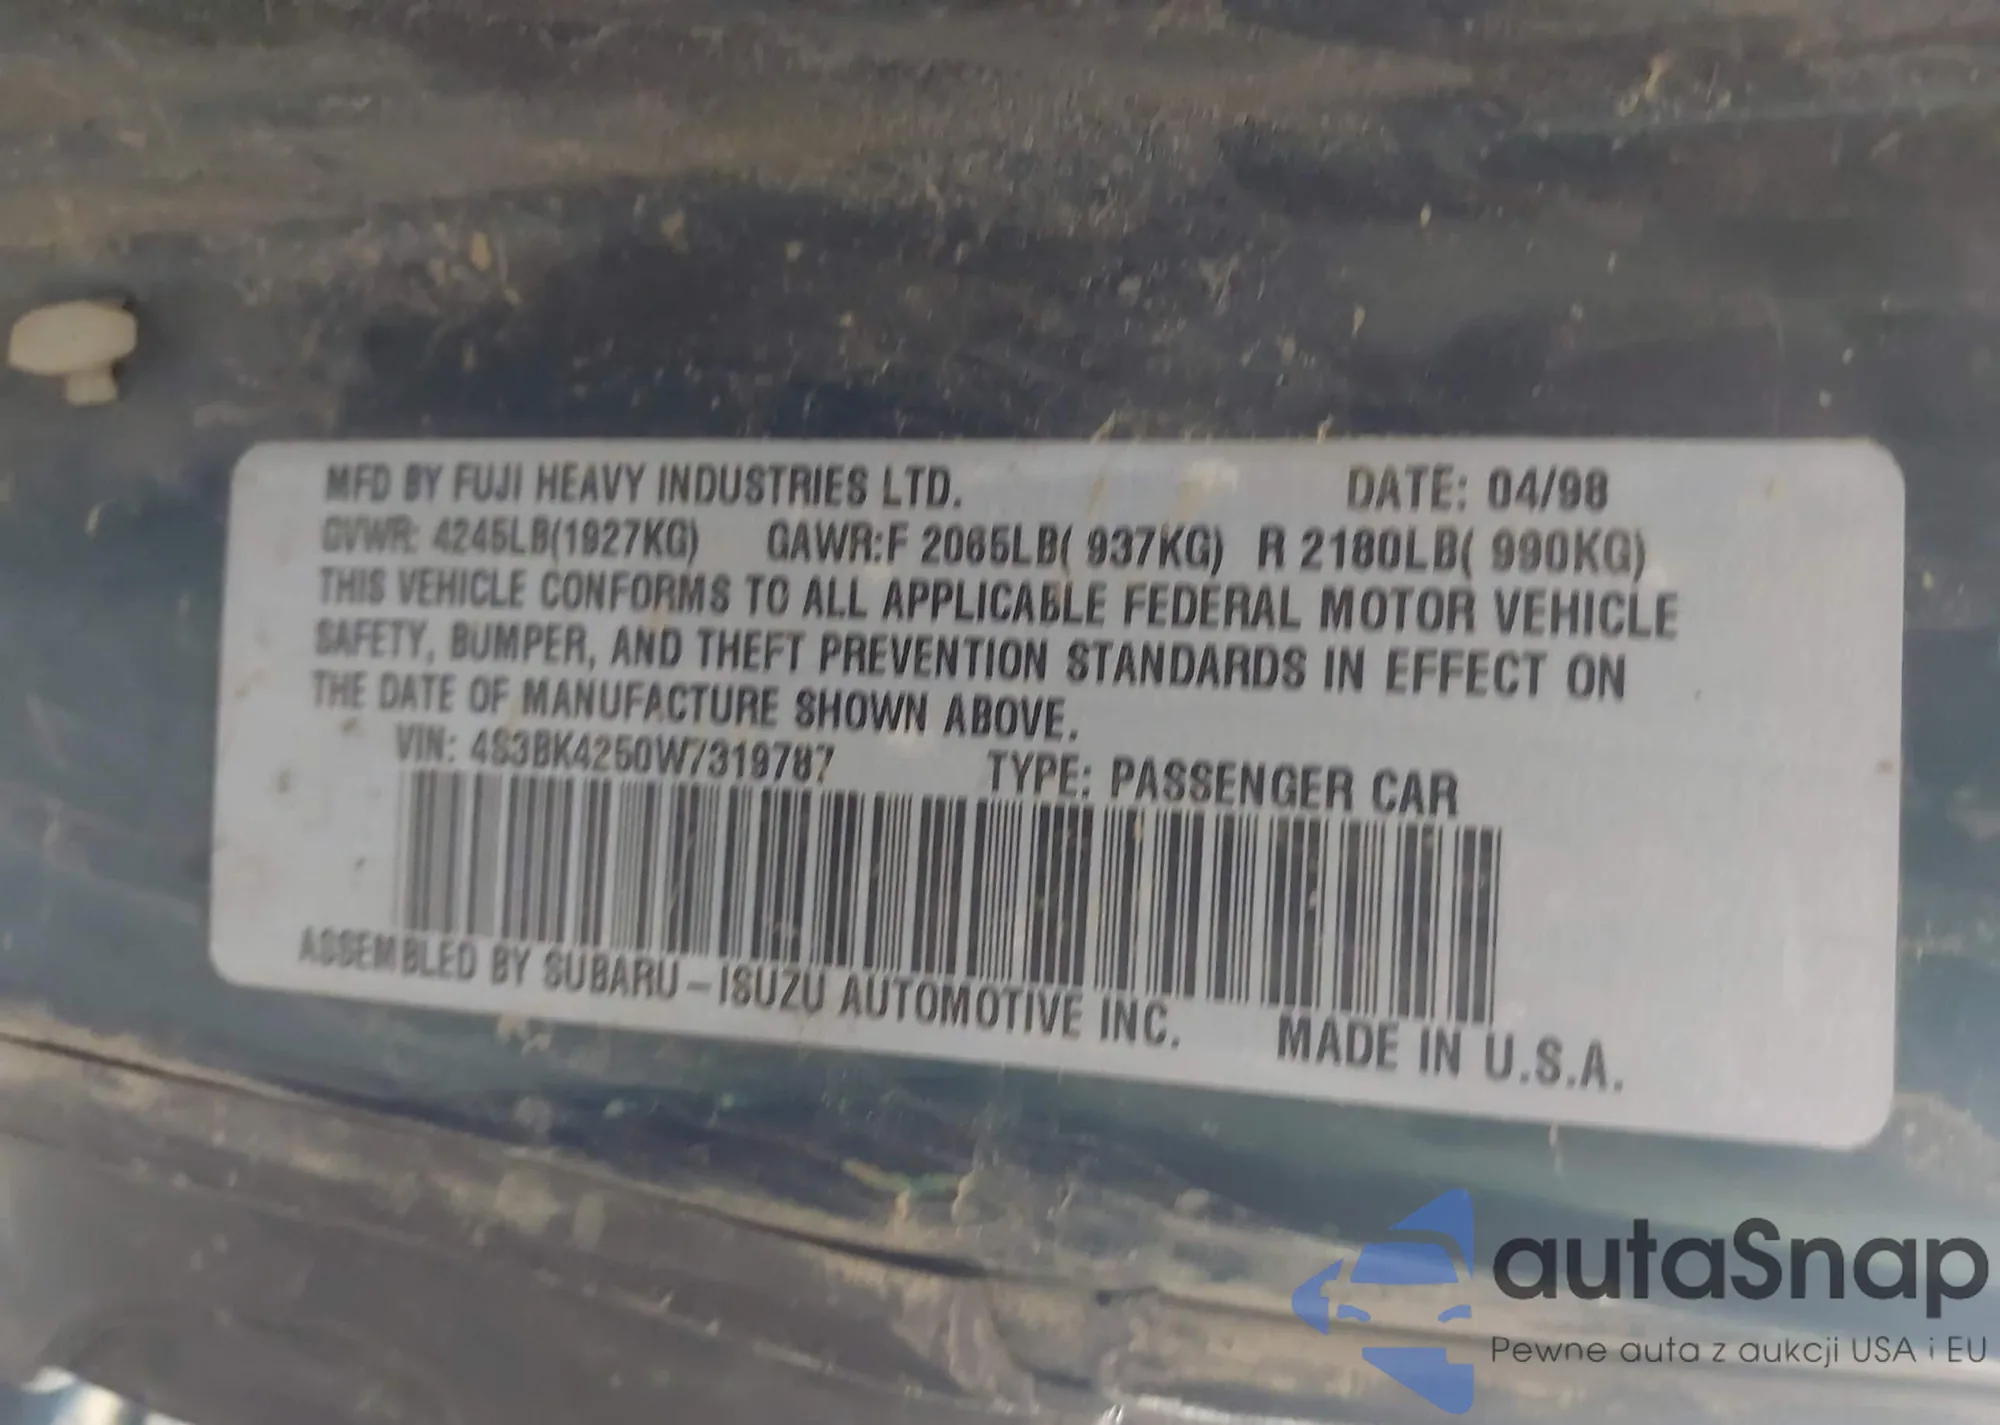 MFD BY FUJI HEAVY INDUSTRIES LTD. DATE: 04/98
GVWR: 4245LB(1927KG) GAWR:F 2065LB( 937KG) R 2180LB( 990KG)
THIS VEHICLE CONFORMS TO ALL APPLICABLE FEDERAL MOTOR VEHICLE
SAFETY, BUMPER, AND THEFT PREVENTION STANDARDS IN EFFECT ON
THE DATE OF MANUFACTURE SHOWN ABOVE.
VIN: 4S3BK4250W7319787 TYPE: PASSENGER CAR
ASSEMBLED BY SUBARU-ISUZU AUTOMOTIVE INC. MADE IN U.S.A.
autaSnap
Pewne auta z aukcji USA i EU